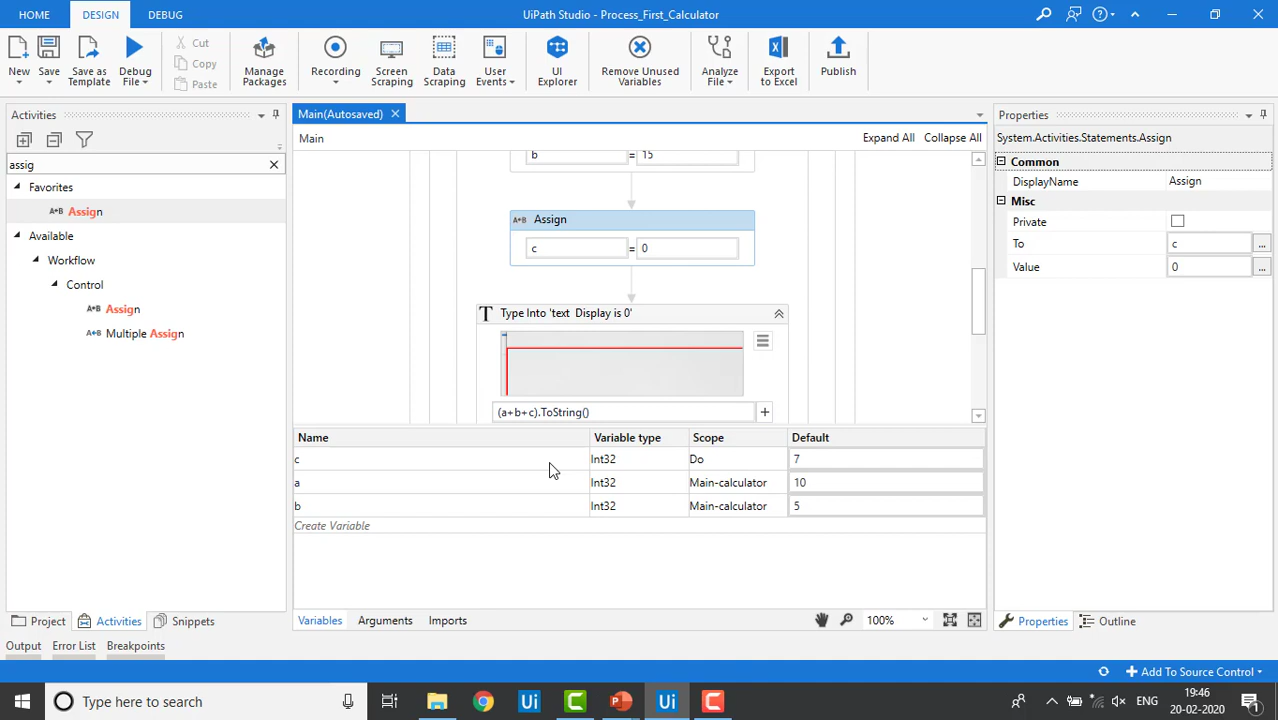 HOME DESIGN DEBUG UiPath Studio - Process_First_Calculator
New Save Save as Template Debug File Cut Copy Paste Manage Packages Recording Screen Scraping Data Scraping User Events UI Explorer Remove Unused Variables Analyze File Export to Excel Publish
Activities
assig
Favorites
Assign
Available
Workflow
Control
Assign
Multiple Assign
Main(Autosaved)
Main Expand All Collapse All
b = 15
A*B Assign
c = 0
T Type Into 'text Display is 0'
(a+b+c).ToString()
Name Variable type Scope Default
c Int32 Do 7
a Int32 Main-calculator 10
b Int32 Main-calculator 5
Create Variable
Variables Arguments Imports 100%
Properties
System.Activities.Statements.Assign
Common
DisplayName Assign
Misc
Private
To c ...
Value 0 ...
Project Activities Snippets
Properties Outline
Output Error List Breakpoints
Add To Source Control
Type here to search
ENG 19:46
20-02-2020